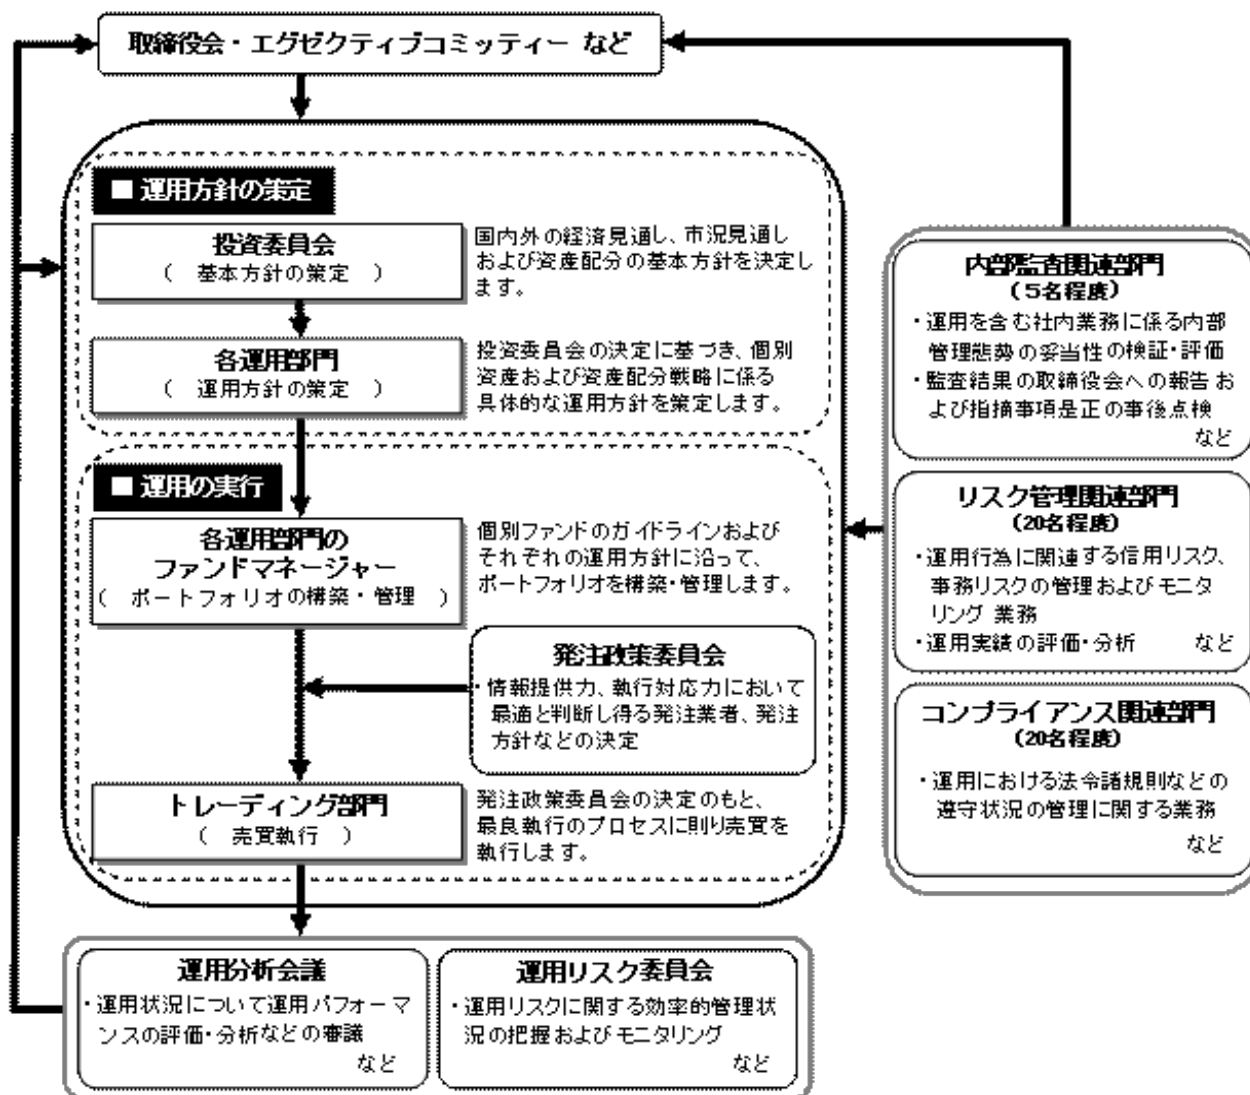 取締役会・エグゼクティブコミッティー など
■ 運用方針の策定
投資委員会
( 基本方針の策定 )
国内外の経済見通し、市況見通し
および資産配分の基本方針を決定し
ます。
各運用部門
( 運用方針の策定 )
投資委員会の決定に基づき、個別
資産および資産配分戦略に係る
具体的な運用方針を策定します。
■ 運用の実行
各運用部門の
ファンドマネージャー
( ポートフォリオの構築・管理 )
個別ファンドのガイドラインおよび
それぞれの運用方針に沿って、
ポートフォリオを構築・管理します。
発注政策委員会
・情報提供力、執行対応力において
最適と判断し得る発注業者、発注
方針などの決定
トレーディング部門
( 売買執行 )
発注政策委員会の決定のもと、
最良執行のプロセスに則り売買を
執行します。
運用分析会議
・運用状況について運用パフォーマ
ンスの評価・分析などの審議
など
運用リスク委員会
・運用リスクに関する効率的管理状
況の把握およびモニタリング
など
内部監査関連部門
(5名程度)
・運用を含む社内業務に係る内部
管理態勢の妥当性の検証・評価
・監査結果の取締役会への報告 お
よび指摘事項是正の事後点検
など
リスク管理関連部門
(20名程度)
・運用行為に関連する信用リスク、
事務リスクの管理および モニタ
リング 業務
・運用実績の評価・分析 など
コンプライアンス関連部門
(20名程度)
・運用における法令諸規則などの
遵守状況の管理に関する業務
など